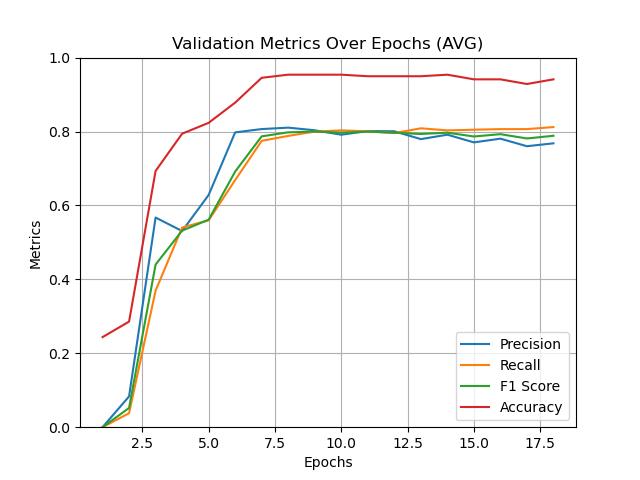 Validation Metrics Over Epochs (AVG)
1.0
0.8
0.6
0.4
0.2
0.0
Metrics
2.5 5.0 7.5 10.0 12.5 15.0 17.5
Epochs
Precision
Recall
F1 Score
Accuracy